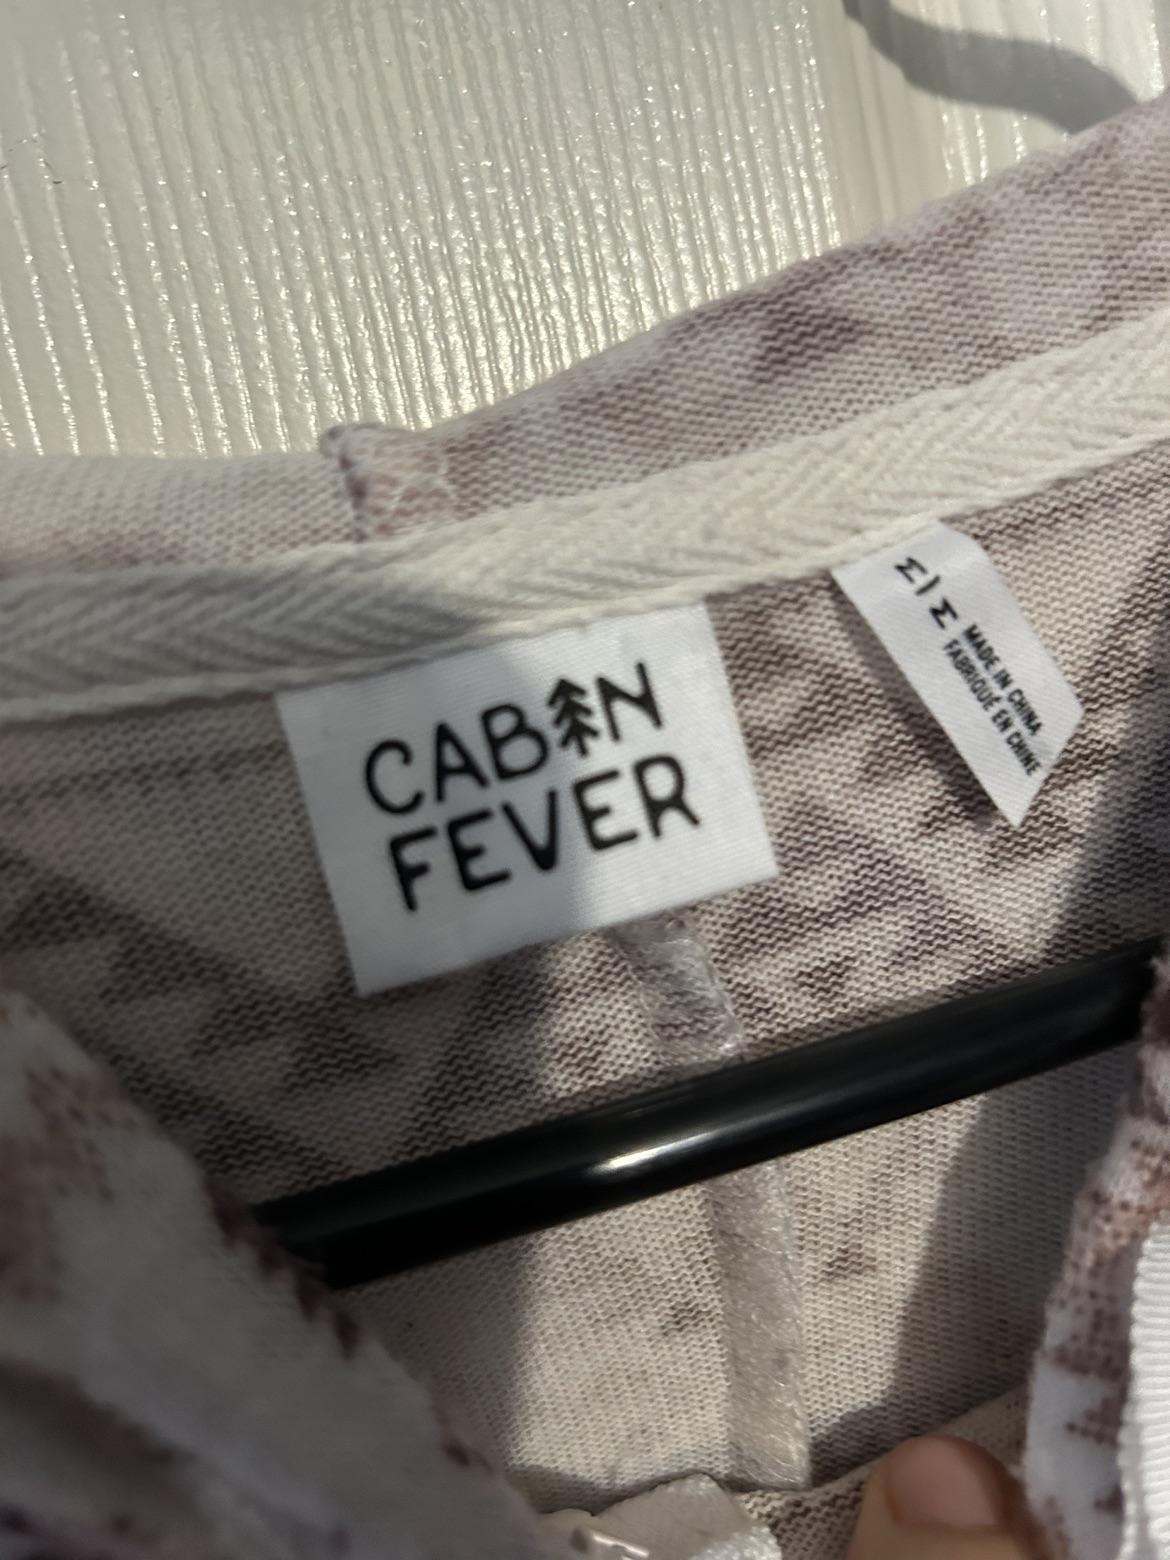 CABIN
FEVER
M/M
MADE IN CHINA
FABRIQUÉ EN CHINE